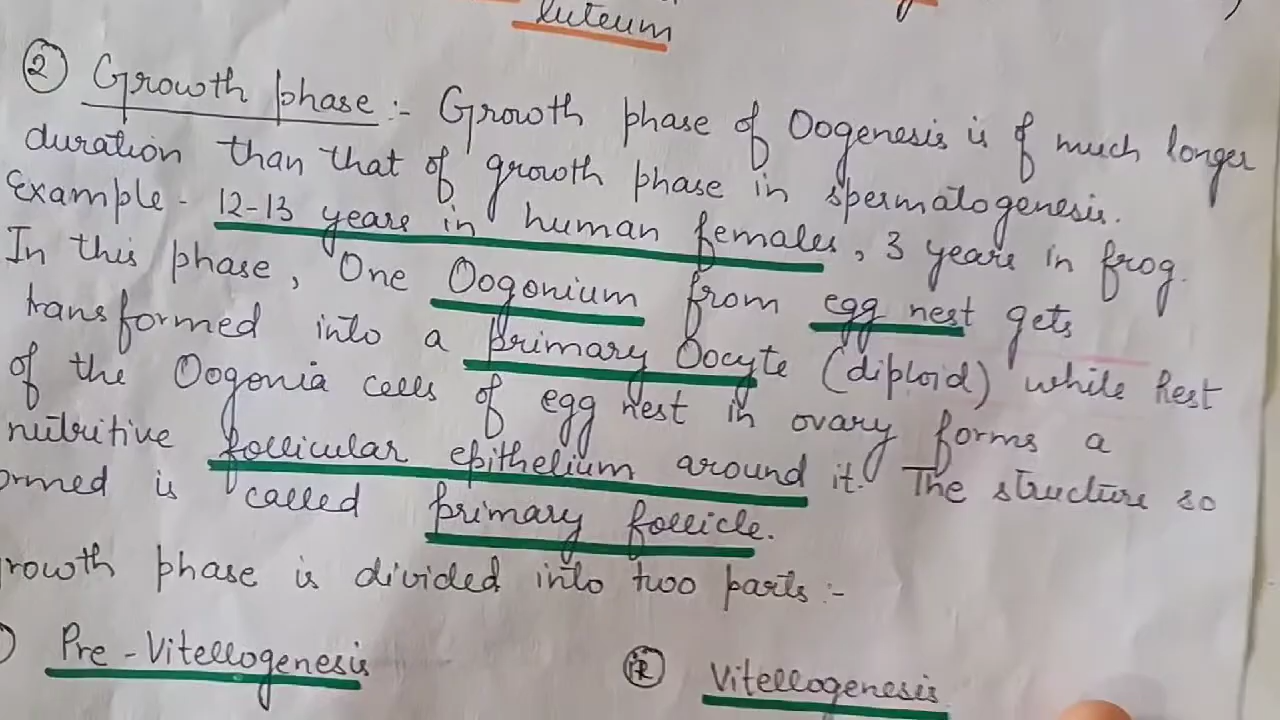 luteum
② Growth phase :- Growth phase of Oogenesis is of much longer
duration than that of growth phase in spermatogenesis.
Example - 12-13 years in human females, 3 years in frog.
In this phase, One Oogonium from egg nest gets
transformed into a primary Oocyte (diploid) while Rest
of the Oogonia cells of egg nest in ovary forms a
nutritive follicular epithelium around it. The structure so
ormed is called primary follicle.
rowth phase is divided into two parts :-
) Pre - Vitellogenesis
Vitellogenesis